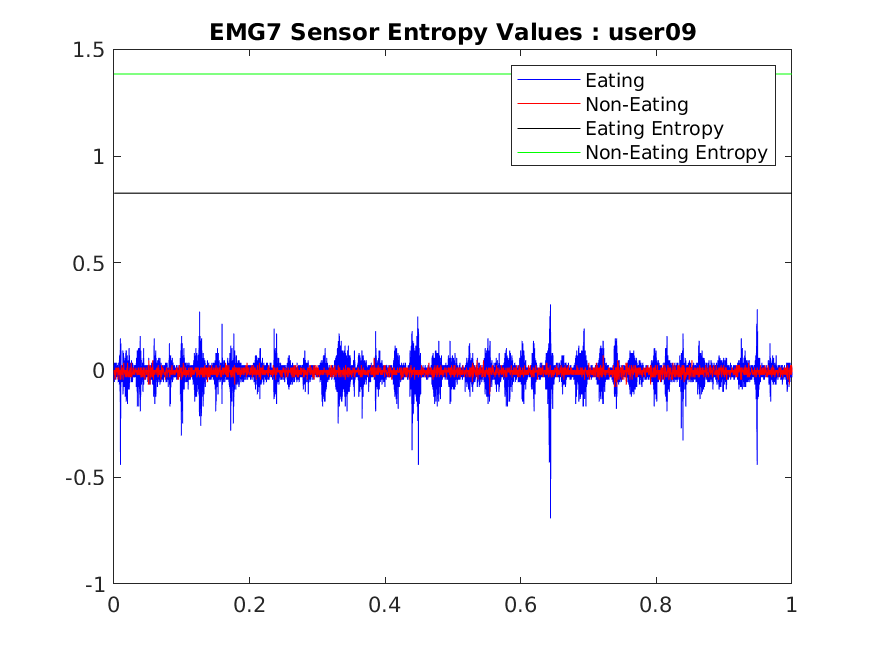 EMG7 Sensor Entropy Values : user09
1.5
Eating
Non-Eating
Eating Entropy
Non-Eating Entropy
1
0.5
0
-0.5
-1
0 0.2 0.4 0.6 0.8 1